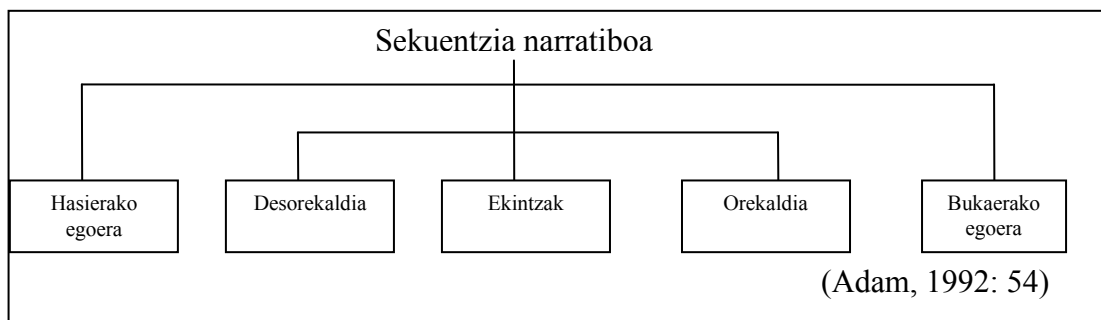 Sekuentzia narratiboa
Hasierako
egoera
Desorekaldia
Ekintzak
Orekaldia
Bukaerako
egoera
(Adam, 1992: 54)